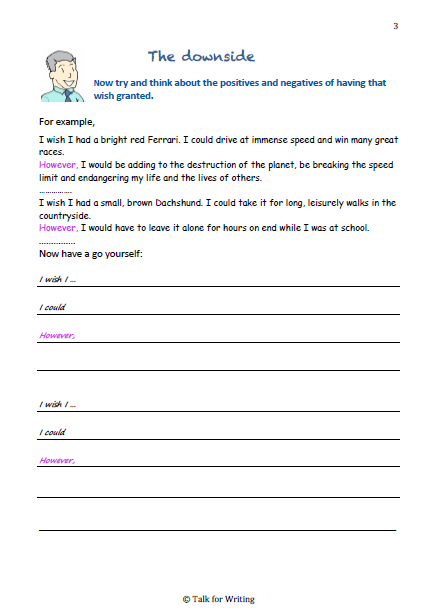 3
The downside
Now try and think about the positives and negatives of having that
wish granted.
For example,
I wish I had a bright red Ferrari. I could drive at immense speed and win many great
races.
However, I would be adding to the destruction of the planet, be breaking the speed
limit and endangering my life and the lives of others.
……………
I wish I had a small, brown Dachshund. I could take it for long, leisurely walks in the
countryside.
However, I would have to leave it alone for hours on end while I was at school.
……………
Now have a go yourself:
I wish I …
I could
However,
I wish I …
I could
However,
© Talk for Writing